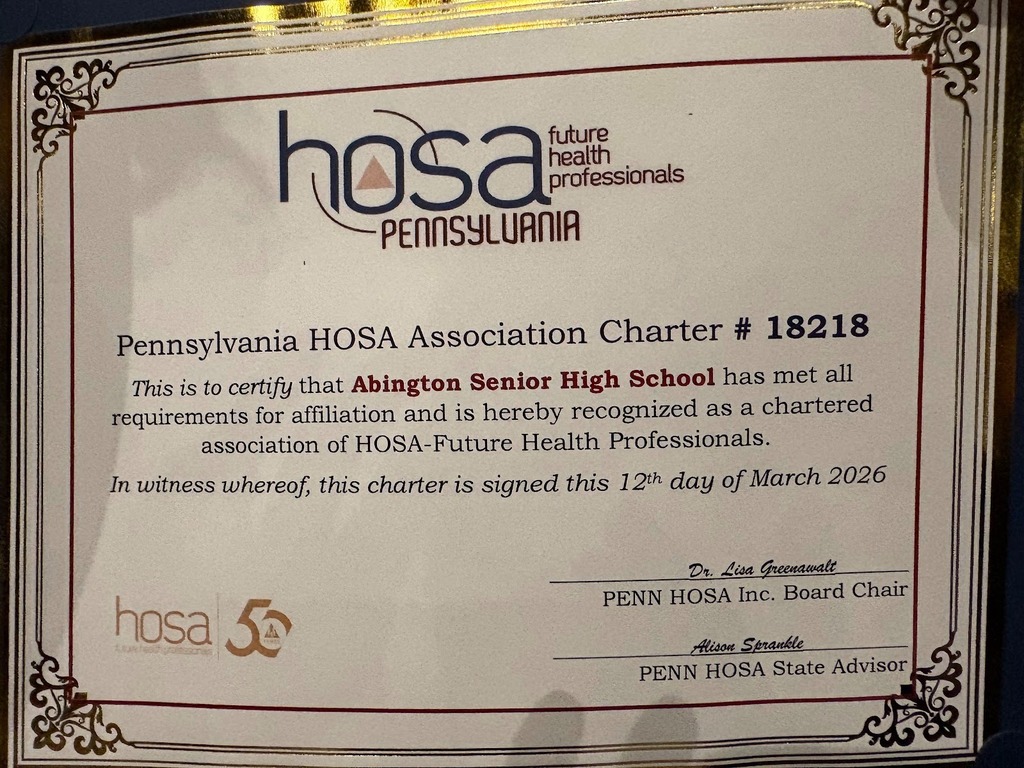 hosa future health professionals
PENNSYLVANIA
Pennsylvania HOSA Association Charter # 18218
This is to certify that Abington Senior High School has met all
requirements for affiliation and is hereby recognized as a chartered
association of HOSA-Future Health Professionals.
In witness whereof, this charter is signed this 12th day of March 2026
Dr. Lisa Greenawalt
PENN HOSA Inc. Board Chair
hosa 50
future health professionals
Alison Sprankle
PENN HOSA State Advisor